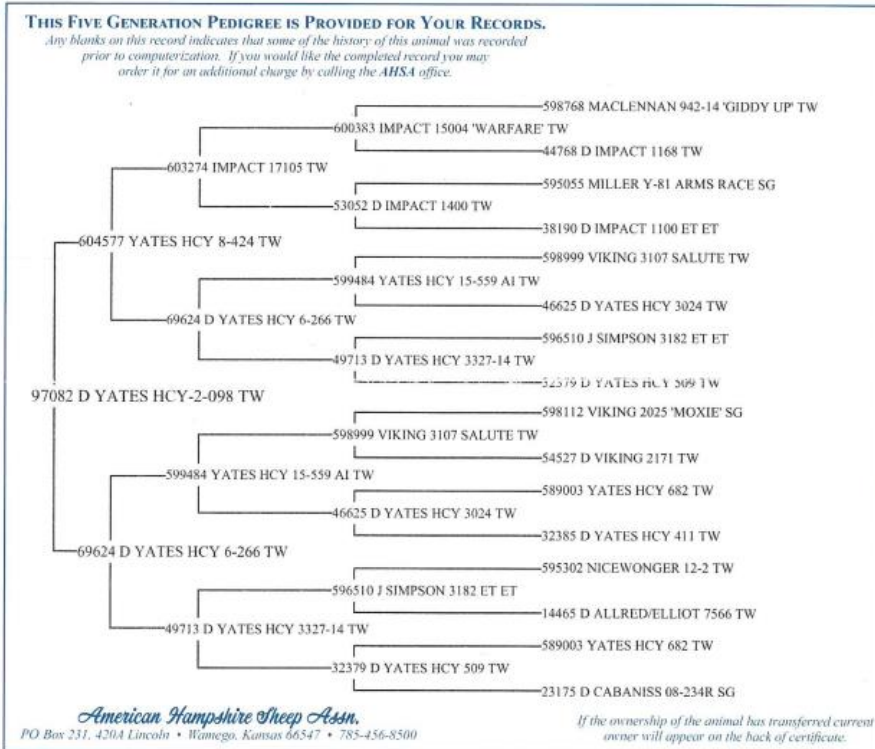 THIS FIVE GENERATION PEDIGREE IS PROVIDED FOR YOUR RECORDS.
Any blanks on this record indicates that some of the history of this animal was recorded
prior to computerization. If you would like the completed record you may
order it for an additional charge by calling the AHSA office.
598768 MACLENNAN 942-14 'GIDDY UP' TW
600383 IMPACT 15004 'WARFARE' TW
44768 D IMPACT 1168 TW
603274 IMPACT 17105 TW
595055 MILLER Y-81 ARMS RACE SG
53052 D IMPACT 1400 TW
38190 D IMPACT 1100 ET ET
604577 YATES HCY 8-424 TW
598999 VIKING 3107 SALUTE TW
599484 YATES HCY 15-559 AI TW
46625 D YATES HCY 3024 TW
69624 D YATES HCY 6-266 TW
596510 J SIMPSON 3182 ET ET
49713 D YATES HCY 3327-14 TW
32379 D YATES HCY 509 TW
97082 D YATES HCY-2-098 TW
598112 VIKING 2025 'MOXIE' SG
598999 VIKING 3107 SALUTE TW
54527 D VIKING 2171 TW
599484 YATES HCY 15-559 AI TW
589003 YATES HCY 682 TW
46625 D YATES HCY 3024 TW
32385 D YATES HCY 411 TW
69624 D YATES HCY 6-266 TW
595302 NICEWONGER 12-2 TW
596510 J SIMPSON 3182 ET ET
14465 D ALLRED/ELLIOT 7566 TW
49713 D YATES HCY 3327-14 TW
589003 YATES HCY 682 TW
32379 D YATES HCY 509 TW
23175 D CABANISS 08-234R SG
American Hampshire Sheep Assn.
PO Box 231, 420A Lincoln • Wamego, Kansas 66547 • 785-456-8500
If the ownership of the animal has transferred current
owner will appear on the back of certificate.